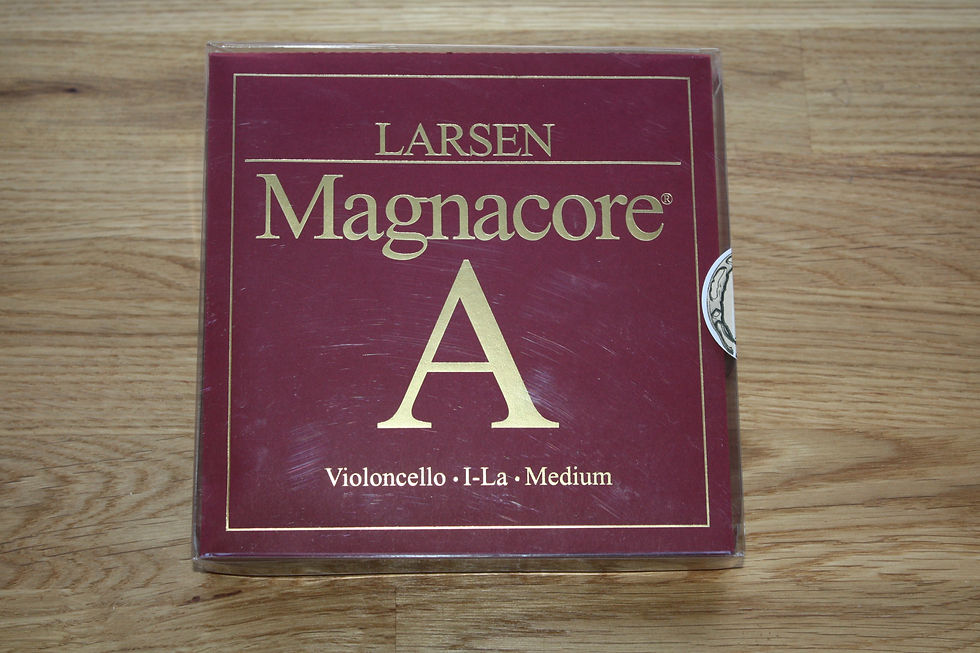 LARSEN
Magnacore®
A
Violoncello · I-La · Medium